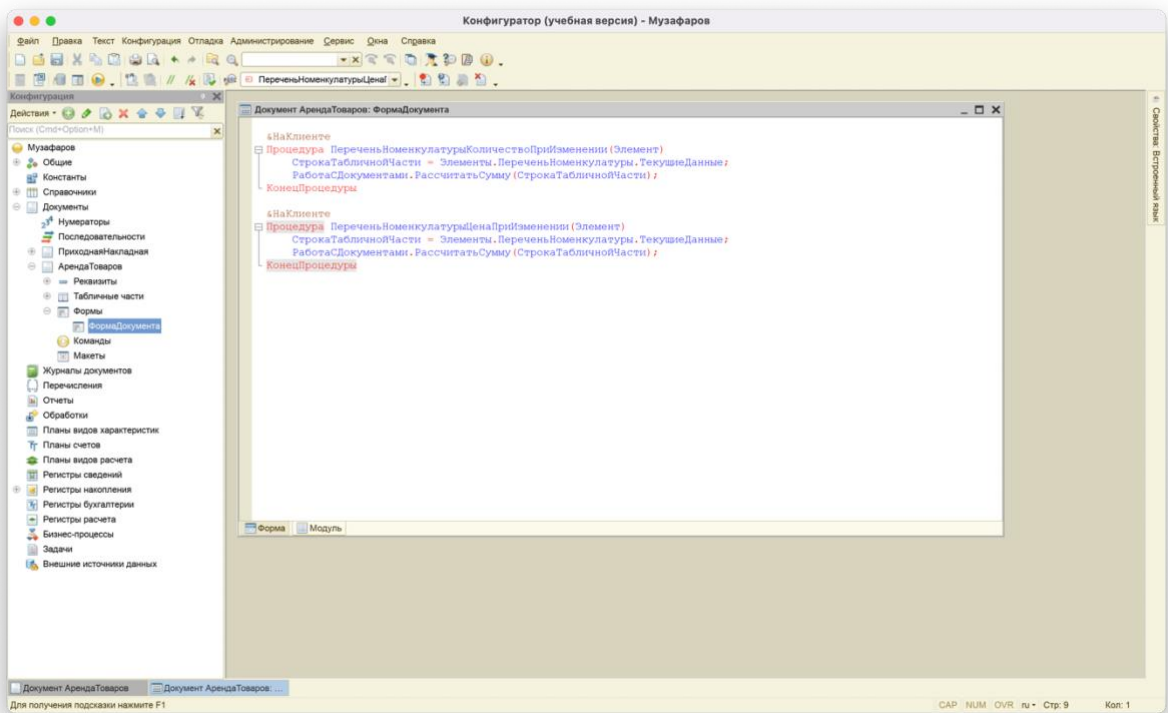 Конфигуратор (учебная версия) - Музафаров
Файл Правка Текст Конфигурация Отладка Администрирование Сервис Окна Справка
ПереченьНоменкулатурыЦенаГ
Конфигурация
Действия
Поиск (Cmd+Option+M)
Музафаров
Общие
Константы
Справочники
Документы
Нумераторы
Последовательности
ПриходнаяНакладная
АрендаТоваров
Реквизиты
Табличные части
Формы
ФормаДокумента
Команды
Макеты
Журналы документов
Перечисления
Отчеты
Обработки
Планы видов характеристик
Планы счетов
Планы видов расчета
Регистры сведений
Регистры накопления
Регистры бухгалтерии
Регистры расчета
Бизнес-процессы
Задачи
Внешние источники данных
Документ АрендаТоваров: ФормаДокумента
&НаКлиенте
Процедура ПереченьНоменкулатурыКоличествоПриИзменении(Элемент)
СтрокаТабличнойЧасти = Элементы.ПереченьНоменкулатуры.ТекущиеДанные;
РаботаСДокументами.РассчитатьСумму(СтрокаТабличнойЧасти);
КонецПроцедуры
&НаКлиенте
Процедура ПереченьНоменкулатурыЦенаПриИзменении(Элемент)
СтрокаТабличнойЧасти = Элементы.ПереченьНоменкулатуры.ТекущиеДанные;
РаботаСДокументами.РассчитатьСумму(СтрокаТабличнойЧасти);
КонецПроцедуры
Форма Модуль
Свойства: Встроенный язык
Документ АрендаТоваров Документ АрендаТоваров: ...
Для получения подсказки нажмите F1 CAP NUM OVR ru Стр: 9 Кол: 1